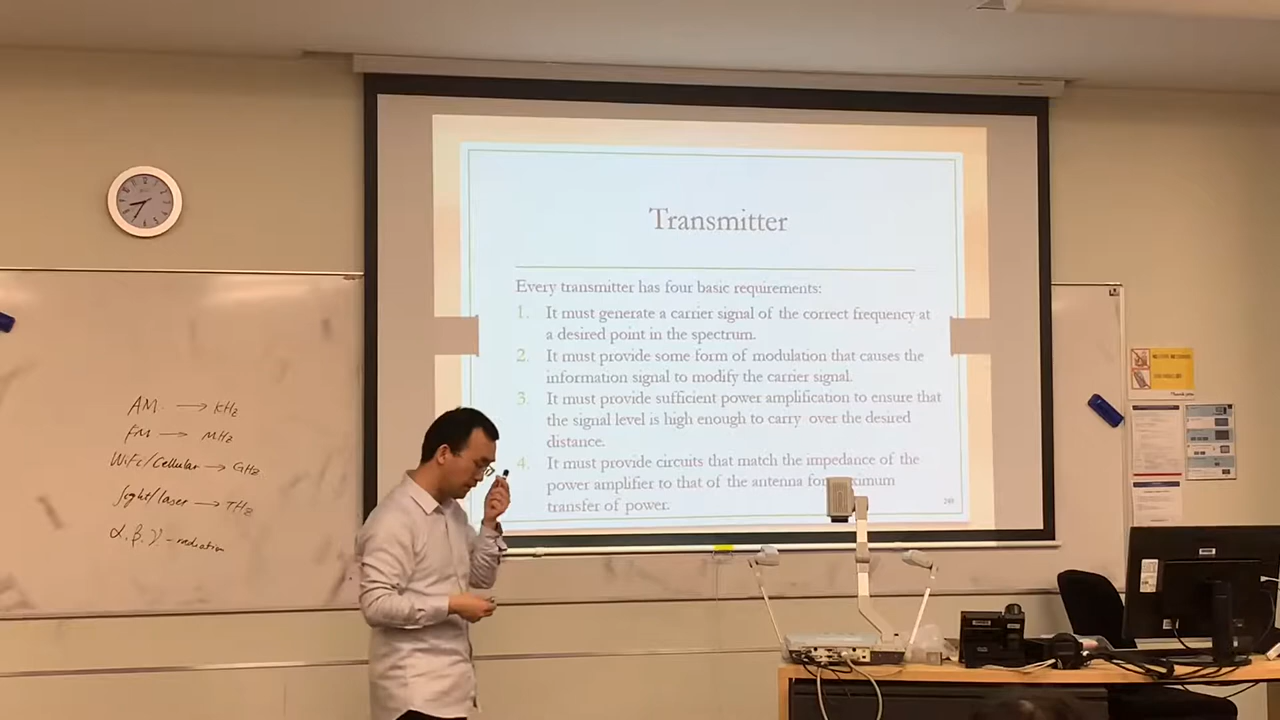 AM. → KHz
FM → MHz
WiFi/Cellular → GHz
light/laser → THz
α, β, γ - radiation
Transmitter
Every transmitter has four basic requirements:
1. It must generate a carrier signal of the correct frequency at
a desired point in the spectrum.
2. It must provide some form of modulation that causes the
information signal to modify the carrier signal.
3. It must provide sufficient power amplification to ensure that
the signal level is high enough to carry over the desired
distance.
4. It must provide circuits that match the impedance of the
power amplifier to that of the antenna for
transfer of power.